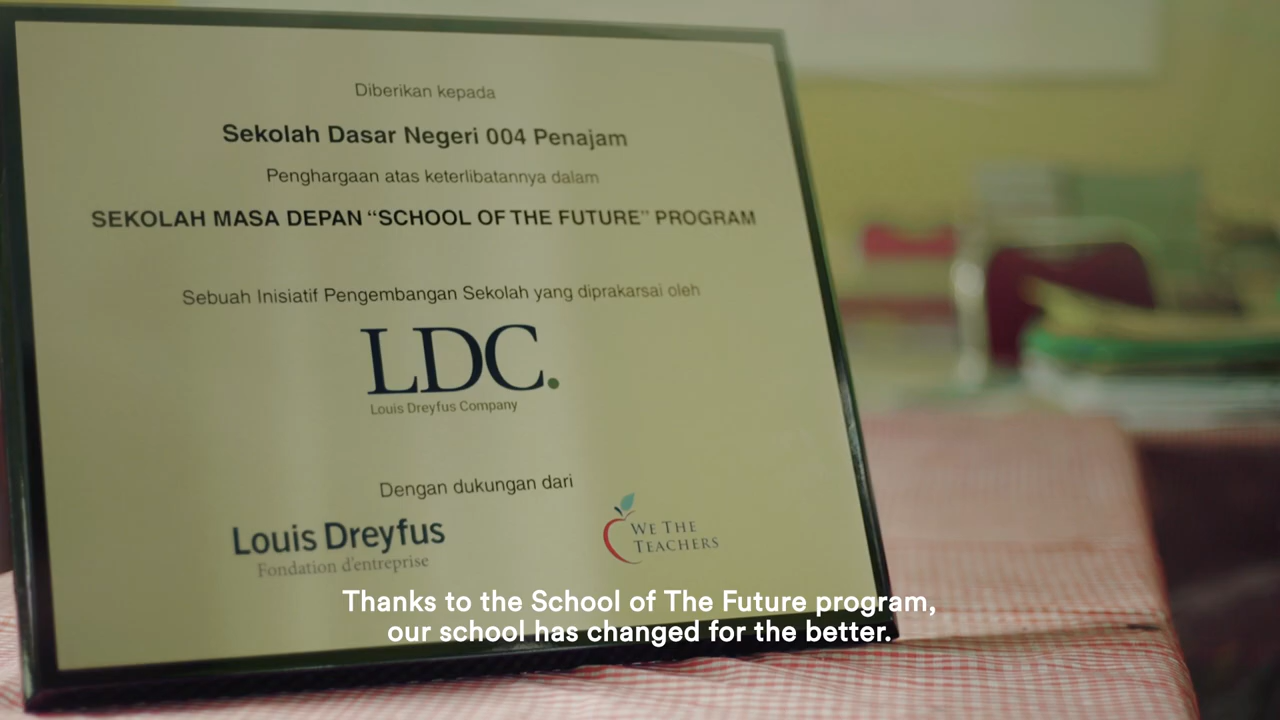 Diberikan kepada
Sekolah Dasar Negeri 004 Penajam
Penghargaan atas keterlibatannya dalam
SEKOLAH MASA DEPAN “SCHOOL OF THE FUTURE” PROGRAM
Sebuah Inisiatif Pengembangan Sekolah yang diprakarsai oleh
LDC.
Louis Dreyfus Company
Dengan dukungan dari
Louis Dreyfus
Fondation d'entreprise
WE THE
TEACHERS
Thanks to the School of The Future program,
our school has changed for the better.